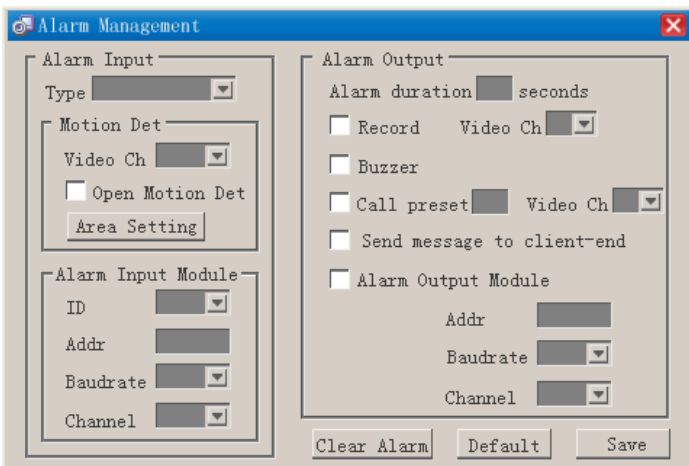 Alarm Management
Alarm Input
Type
Motion Det
Video Ch
Open Motion Det
Area Setting
Alarm Input Module
ID
Addr
Baudrate
Channel
Alarm Output
Alarm duration seconds
Record Video Ch
Buzzer
Call preset Video Ch
Send message to client-end
Alarm Output Module
Addr
Baudrate
Channel
Clear Alarm Default Save